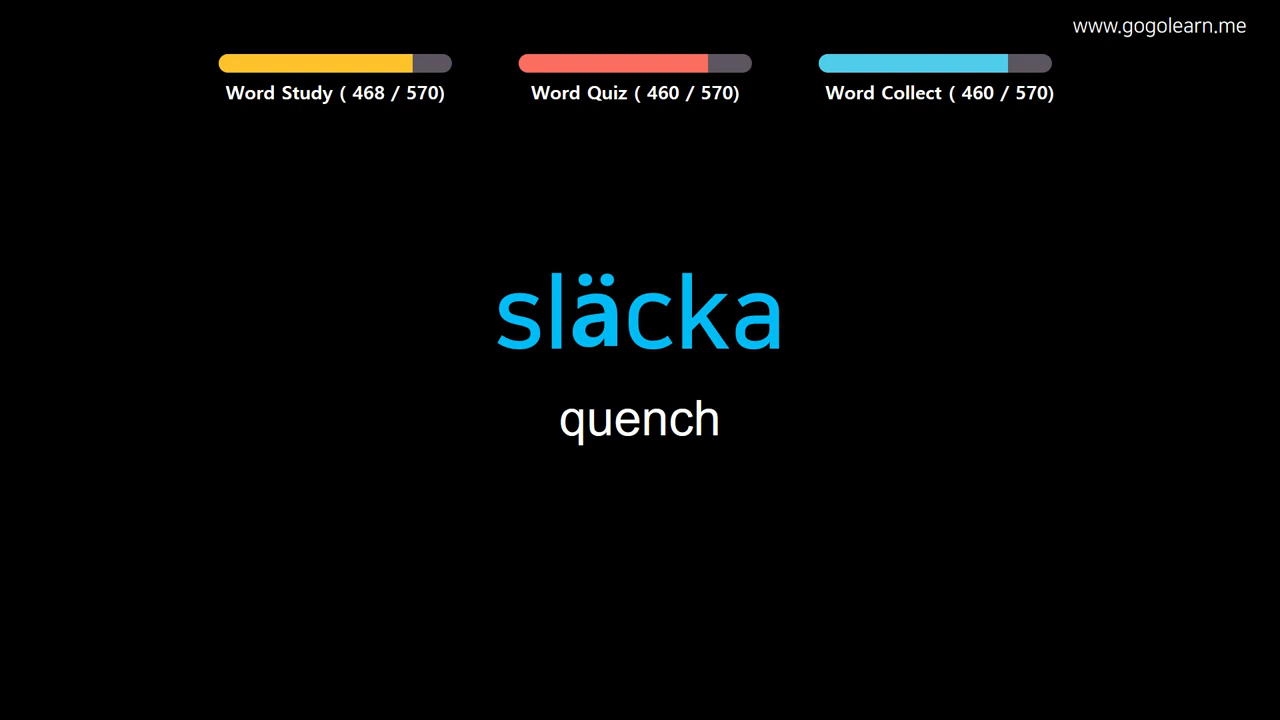 www.gogolearn.me
Word Study ( 468 / 570)
Word Quiz ( 460 / 570)
Word Collect ( 460 / 570)
släcka
quench